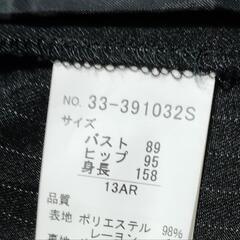 NO. 33-391032S
サイズ
バスト 89
ヒップ 95
身長 158
13AR
品質
表地 ポリエステル 98%
レーヨン